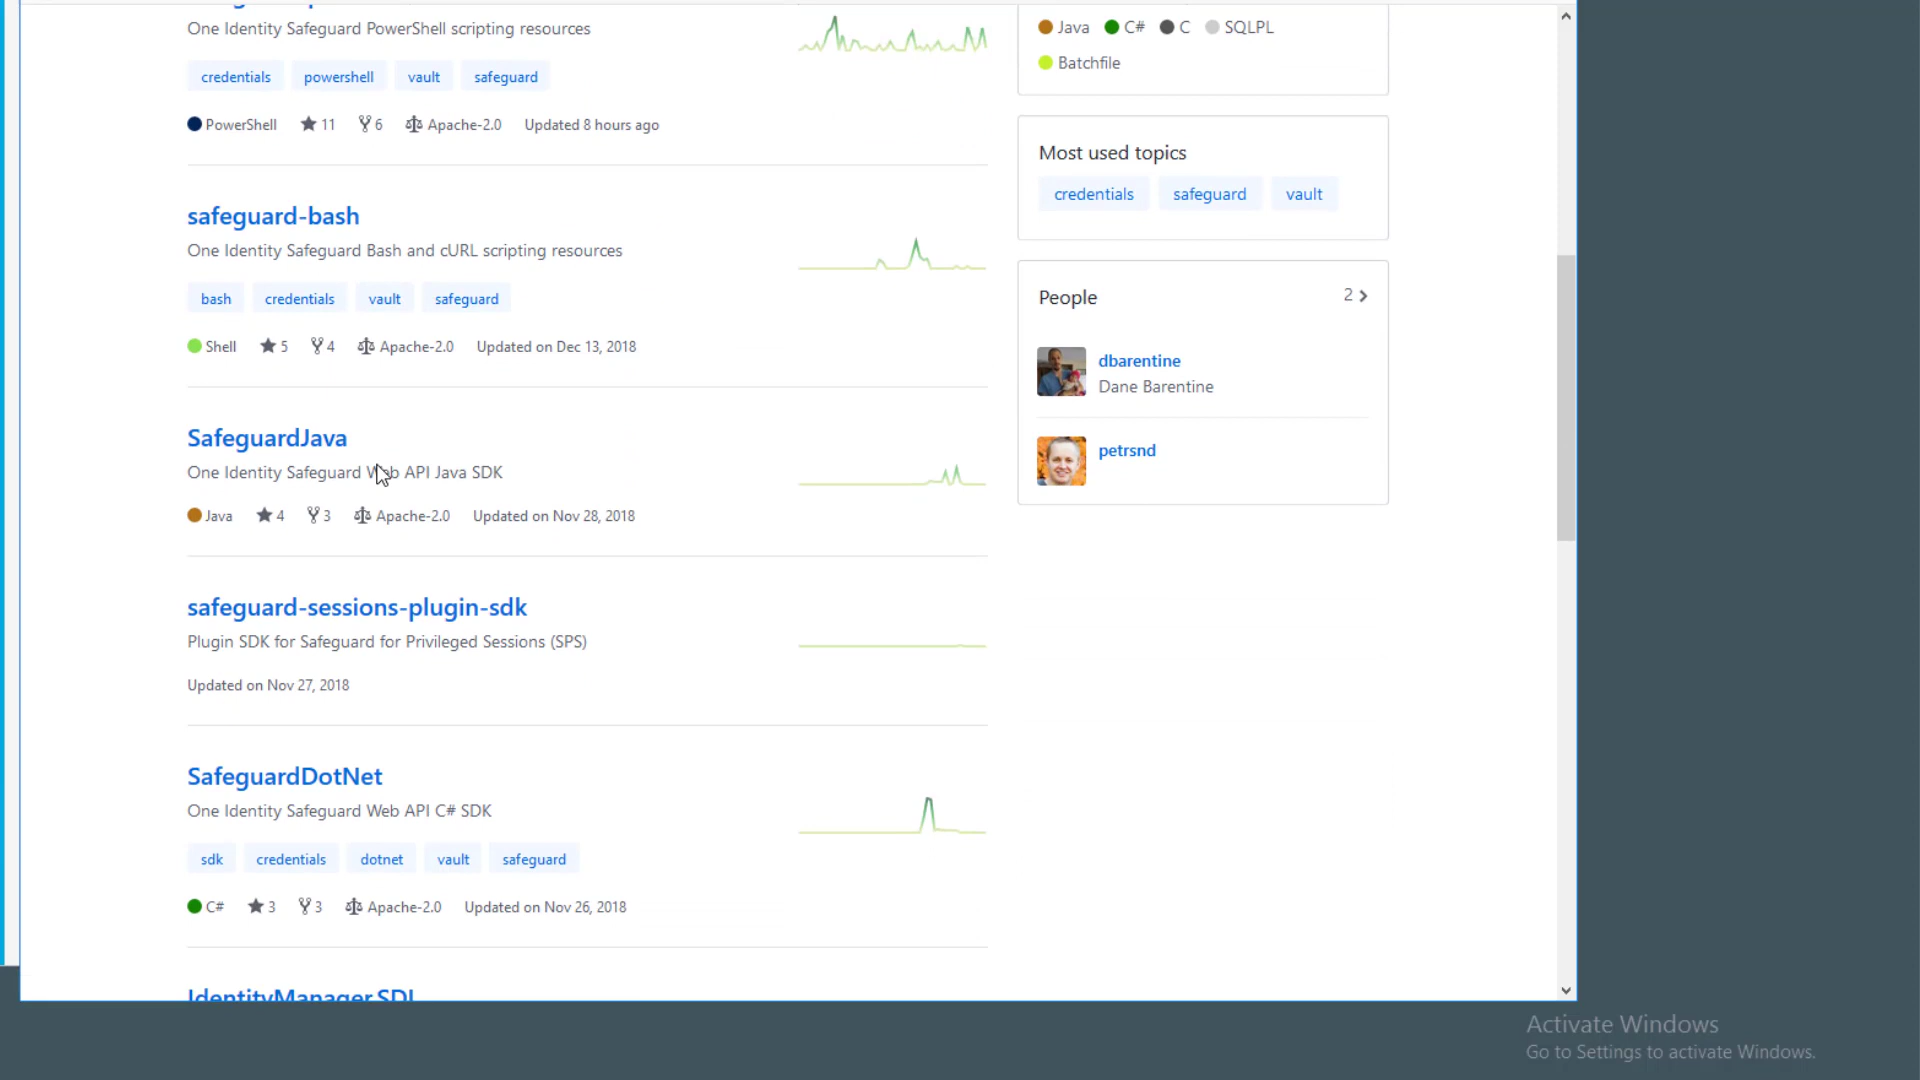 One Identity Safeguard PowerShell scripting resources
credentials powershell vault safeguard
PowerShell 11 6 Apache-2.0 Updated 8 hours ago
safeguard-bash
One Identity Safeguard Bash and cURL scripting resources
bash credentials vault safeguard
Shell 5 4 Apache-2.0 Updated on Dec 13, 2018
SafeguardJava
One Identity Safeguard Web API Java SDK
Java 4 3 Apache-2.0 Updated on Nov 28, 2018
safeguard-sessions-plugin-sdk
Plugin SDK for Safeguard for Privileged Sessions (SPS)
Updated on Nov 27, 2018
SafeguardDotNet
One Identity Safeguard Web API C# SDK
sdk credentials dotnet vault safeguard
C# 3 3 Apache-2.0 Updated on Nov 26, 2018
Java C# C SQLPL
Batchfile
Most used topics
credentials safeguard vault
People 2
dbarentine
Dane Barentine
petrsnd
Activate Windows
Go to Settings to activate Windows.